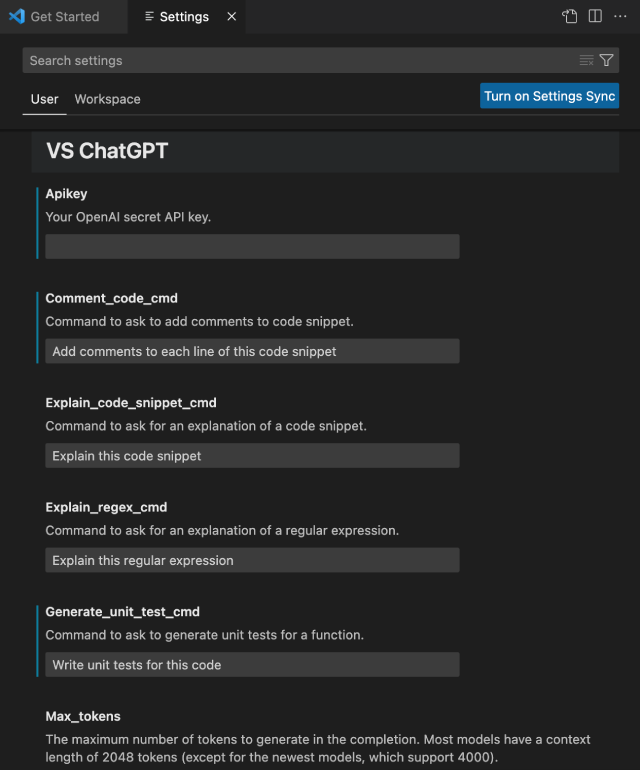 Get Started
Settings
Search settings
User Workspace
Turn on Settings Sync
VS ChatGPT
Apikey
Your OpenAI secret API key.
Comment_code_cmd
Command to ask to add comments to code snippet.
Add comments to each line of this code snippet
Explain_code_snippet_cmd
Command to ask for an explanation of a code snippet.
Explain this code snippet
Explain_regex_cmd
Command to ask for an explanation of a regular expression.
Explain this regular expression
Generate_unit_test_cmd
Command to ask to generate unit tests for a function.
Write unit tests for this code
Max_tokens
The maximum number of tokens to generate in the completion. Most models have a context
length of 2048 tokens (except for the newest models, which support 4000).